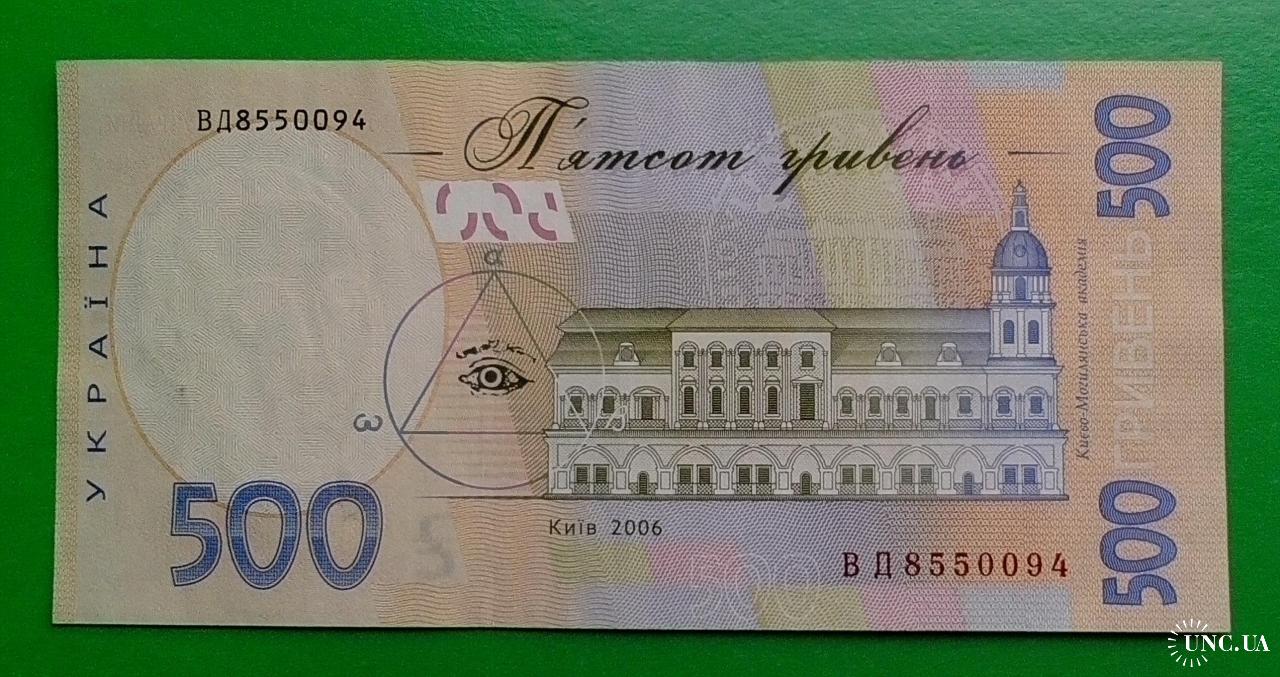 ВД8550094
П'ятсот гривень
500
УКРАЇНА
α
ω
Києво-Могилянська академія
500 ГРИВЕНЬ 500
500
Київ 2006
ВД8550094
UNC.UA